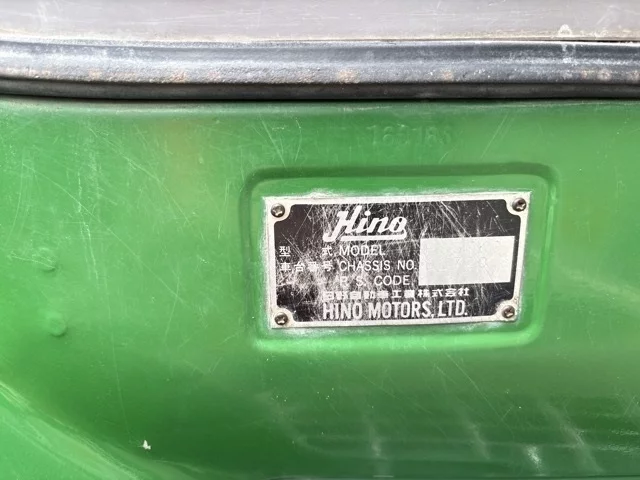 Hino
型 式 MODEL
車台番号 CHASSIS NO.
B S CODE
日野自動車工業株式会社
HINO MOTORS, LTD.